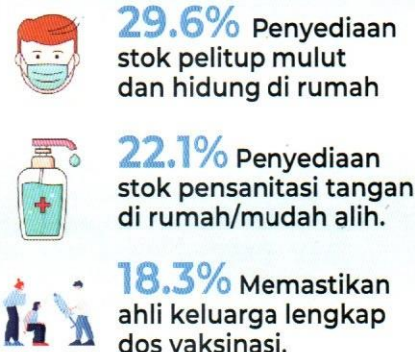 29.6% Penyediaan
stok pelitup mulut
dan hidung di rumah
22.1% Penyediaan
stok pensanitasi tangan
di rumah/mudah alih.
18.3% Memastikan
ahli keluarga lengkap
dos vaksinasi.